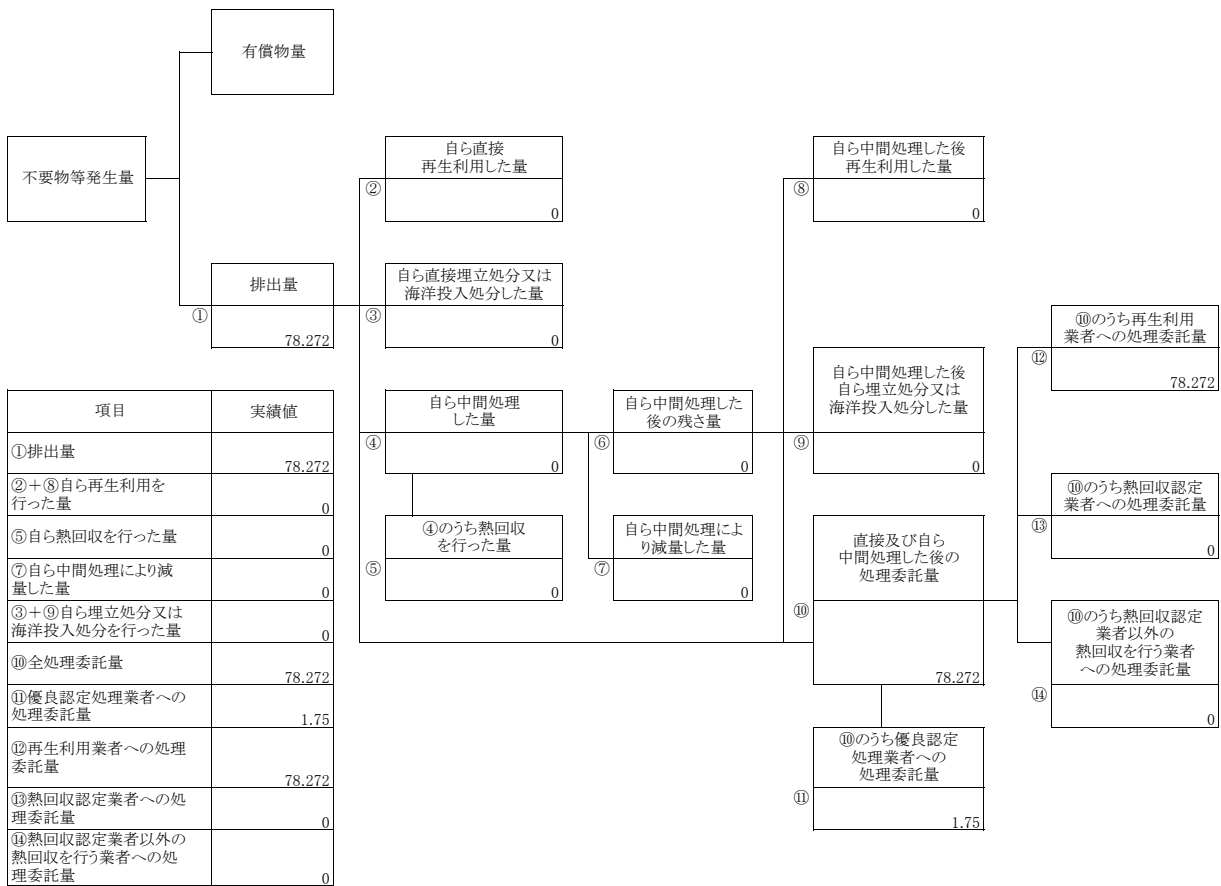 有償物量
不要物等発生量
排出量
①
78.272
自ら直接
再生利用した量
②
0
自ら直接埋立処分又は
海洋投入処分した量
③
0
自ら中間処理
した量
④
0
④のうち熱回収
を行った量
⑤
0
自ら中間処理した
後の残さ量
⑥
0
自ら中間処理によ
り減量した量
⑦
0
自ら中間処理した後
再生利用した量
⑧
0
自ら中間処理した後
自ら埋立処分又は
海洋投入処分した量
⑨
0
直接及び自ら
中間処理した後の
処理委託量
⑩
78.272
⑩のうち優良認定
処理業者への
処理委託量
⑪
1.75
⑩のうち再生利用
業者への処理委託量
⑫
78.272
⑩のうち熱回収認定
業者への処理委託量
⑬
0
⑩のうち熱回収認定
業者以外の
熱回収を行う業者
への処理委託量
⑭
0
項目 実績値
①排出量
78.272
②＋⑧自ら再生利用を
行った量
0
⑤自ら熱回収を行った量
0
⑦自ら中間処理により減
量した量
0
③＋⑨自ら埋立処分又は
海洋投入処分を行った量
0
⑩全処理委託量
78.272
⑪優良認定処理業者への
処理委託量
1.75
⑫再生利用業者への処理
委託量
78.272
⑬熱回収認定業者への処
理委託量
0
⑭熱回収認定業者以外の
熱回収を行う業者への処
理委託量
0